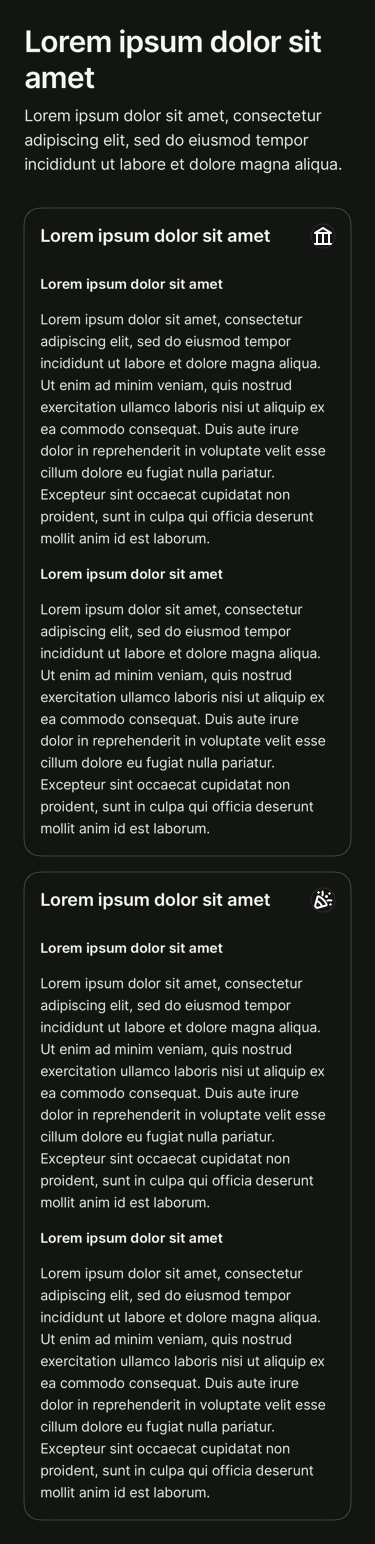 Lorem ipsum dolor sit
amet
Lorem ipsum dolor sit amet, consectetur
adipiscing elit, sed do eiusmod tempor
incididunt ut labore et dolore magna aliqua.
Lorem ipsum dolor sit amet
Lorem ipsum dolor sit amet
Lorem ipsum dolor sit amet, consectetur
adipiscing elit, sed do eiusmod tempor
incididunt ut labore et dolore magna aliqua.
Ut enim ad minim veniam, quis nostrud
exercitation ullamco laboris nisi ut aliquip ex
ea commodo consequat. Duis aute irure
dolor in reprehenderit in voluptate velit esse
cillum dolore eu fugiat nulla pariatur.
Excepteur sint occaecat cupidatat non
proident, sunt in culpa qui officia deserunt
mollit anim id est laborum.
Lorem ipsum dolor sit amet
Lorem ipsum dolor sit amet, consectetur
adipiscing elit, sed do eiusmod tempor
incididunt ut labore et dolore magna aliqua.
Ut enim ad minim veniam, quis nostrud
exercitation ullamco laboris nisi ut aliquip ex
ea commodo consequat. Duis aute irure
dolor in reprehenderit in voluptate velit esse
cillum dolore eu fugiat nulla pariatur.
Excepteur sint occaecat cupidatat non
proident, sunt in culpa qui officia deserunt
mollit anim id est laborum.
Lorem ipsum dolor sit amet
Lorem ipsum dolor sit amet
Lorem ipsum dolor sit amet, consectetur
adipiscing elit, sed do eiusmod tempor
incididunt ut labore et dolore magna aliqua.
Ut enim ad minim veniam, quis nostrud
exercitation ullamco laboris nisi ut aliquip ex
ea commodo consequat. Duis aute irure
dolor in reprehenderit in voluptate velit esse
cillum dolore eu fugiat nulla pariatur.
Excepteur sint occaecat cupidatat non
proident, sunt in culpa qui officia deserunt
mollit anim id est laborum.
Lorem ipsum dolor sit amet
Lorem ipsum dolor sit amet, consectetur
adipiscing elit, sed do eiusmod tempor
incididunt ut labore et dolore magna aliqua.
Ut enim ad minim veniam, quis nostrud
exercitation ullamco laboris nisi ut aliquip ex
ea commodo consequat. Duis aute irure
dolor in reprehenderit in voluptate velit esse
cillum dolore eu fugiat nulla pariatur.
Excepteur sint occaecat cupidatat non
proident, sunt in culpa qui officia deserunt
mollit anim id est laborum.